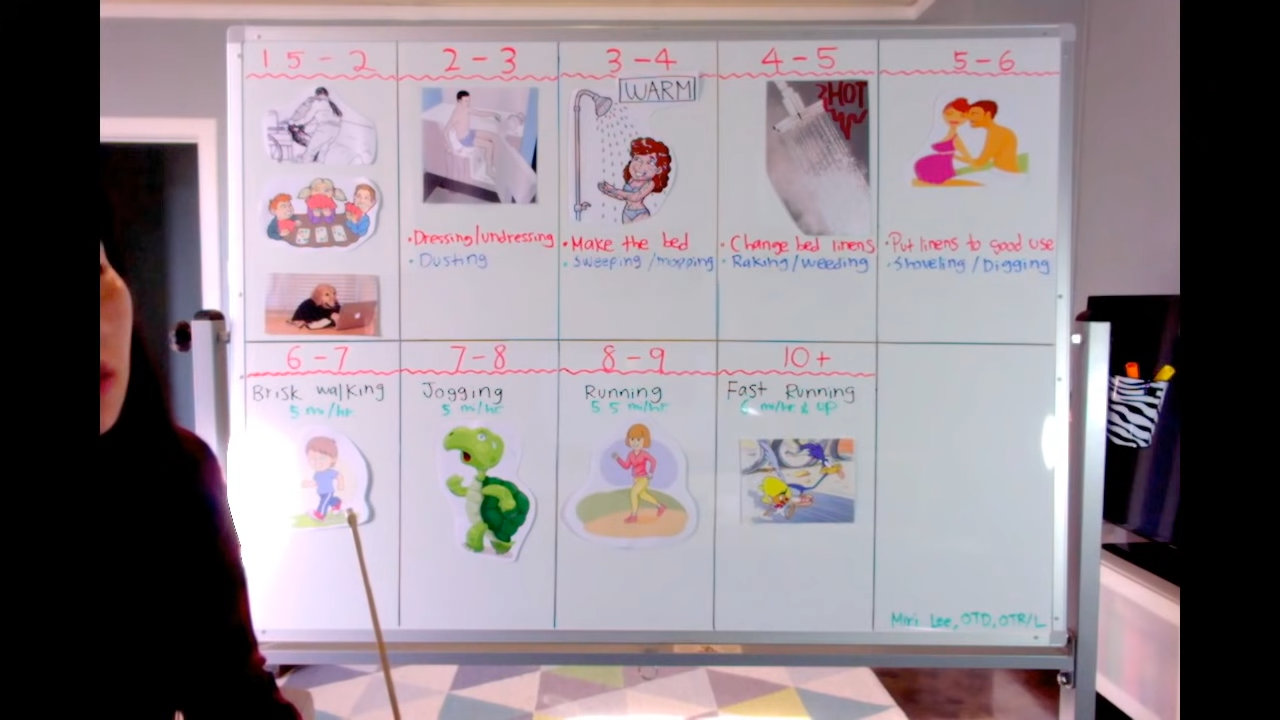 1 5 - 2
2 - 3
3 - 4
4 - 5
5 - 6
WARM
HOT
• Dressing/undressing
• Dusting
• Make the bed
• Sweeping/mopping
• Change bed linens
• Raking/weeding
• Put linens to good use
• Shoveling/Digging
6 - 7
7 - 8
8 - 9
10+
Brisk walking
5 mi/hr
Jogging
5 mi/hr
Running
5 5 mi/hr
Fast Running
6 mi/hr & up
Miri Lee, OTD, OTR/L